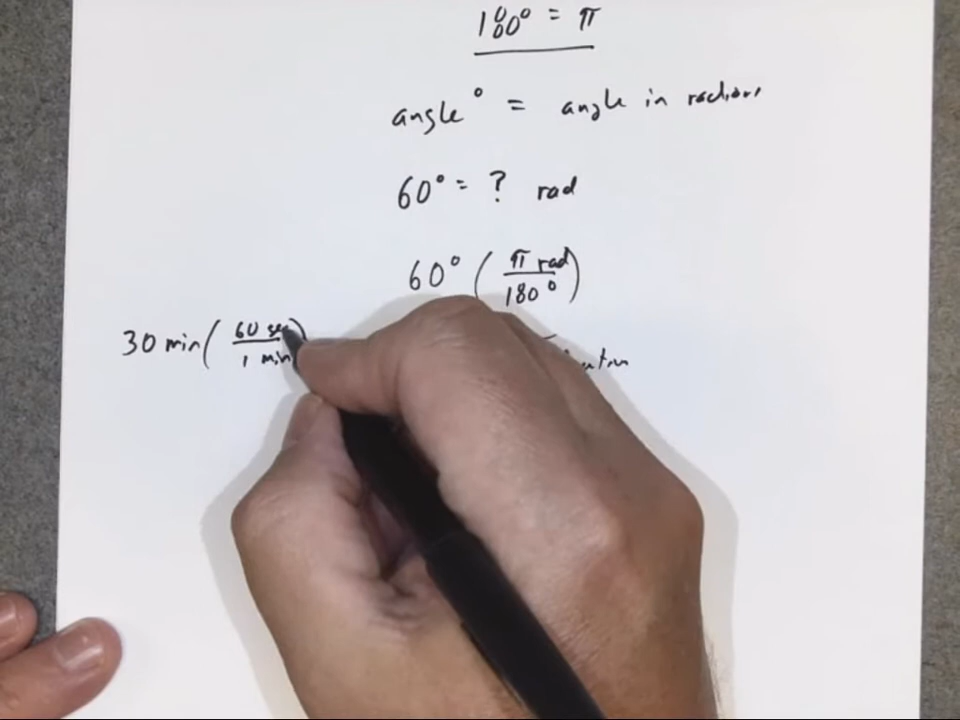 180° = π
angle° = angle in radians
60° = ? rad
60° ( π rad / 180° )
30 min ( 60 sec / 1 min )